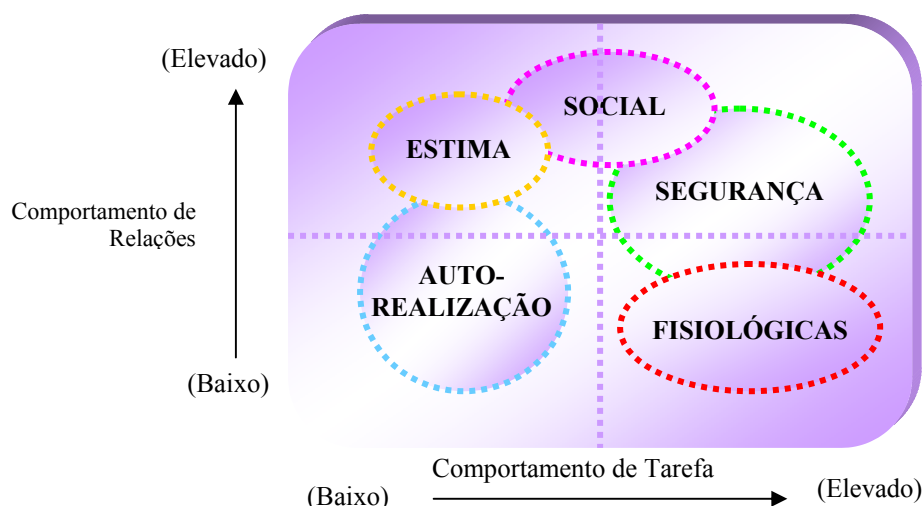 (Elevado)
SOCIAL
ESTIMA
SEGURANÇA
Comportamento de
Relações
AUTO-
REALIZAÇÃO
FISIOLÓGICAS
(Baixo)
Comportamento de Tarefa
(Baixo)
(Elevado)